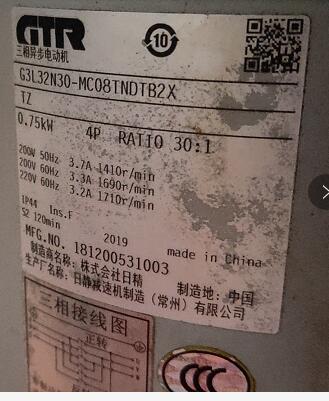 GTR
三相异步电动机
10
G3L32N30-MC08TNDTB2X
TZ
0.75kW 4P RATIO 30:1
200V 50Hz 3.7A 1410r/min
200V 60Hz 3.3A 1690r/min
220V 60Hz 3.2A 1710r/min
IP44 Ins.F
S2 120min 2019 made in China
MFG.NO. 181200531003
制造商名称: 株式会社日精 制造地: 中国
生产厂名称: 日静减速机制造 (常州) 有限公司
三相接线图
正转
CCC